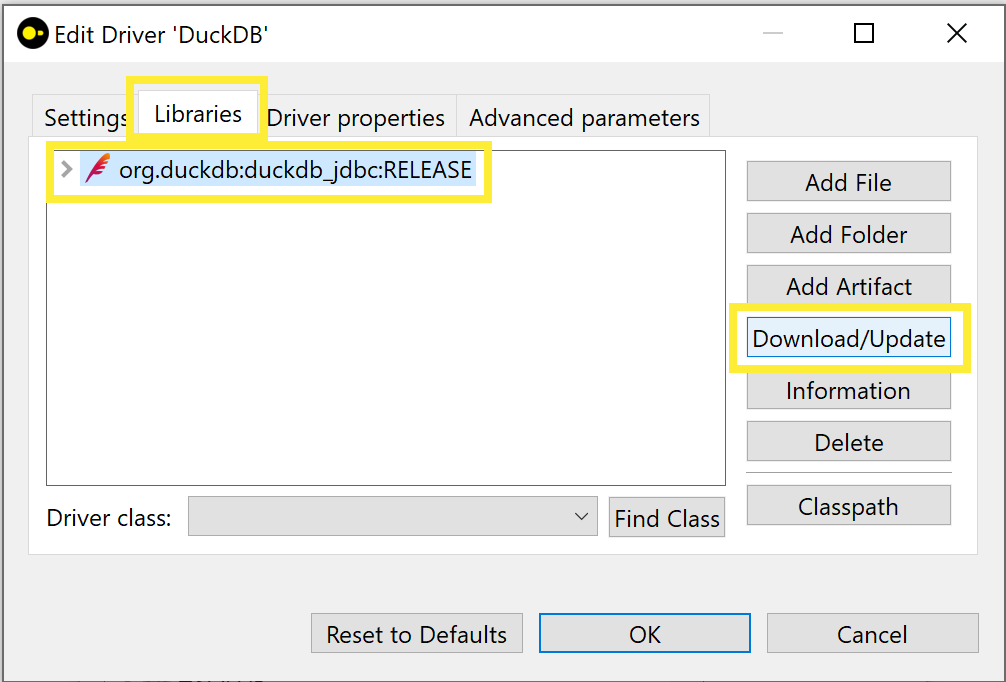 Edit Driver 'DuckDB'
Settings
Libraries
Driver properties
Advanced parameters
org.duckdb:duckdb_jdbc:RELEASE
Add File
Add Folder
Add Artifact
Download/Update
Information
Delete
Classpath
Driver class:
Find Class
Reset to Defaults
OK
Cancel